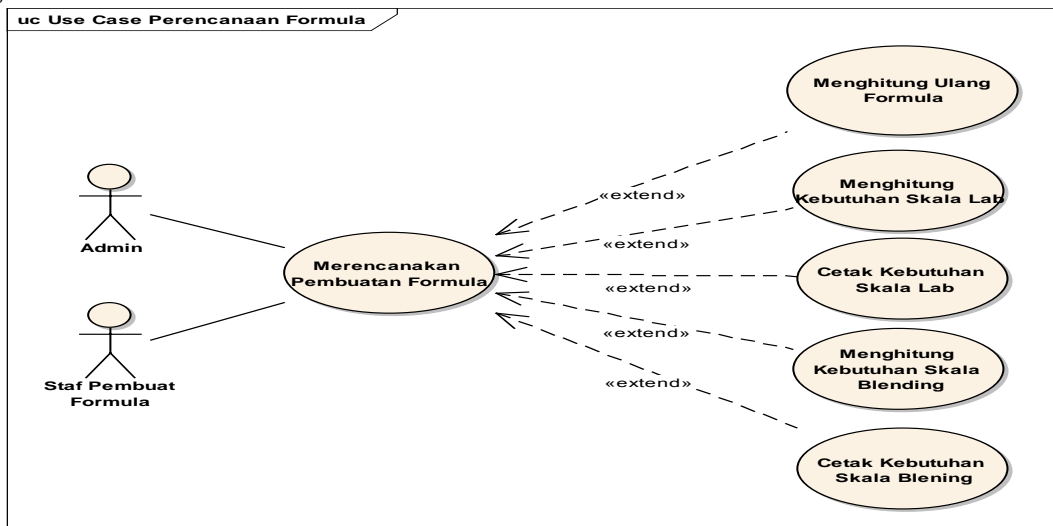 uc Use Case Perencanaan Formula
Admin
Staf Pembuat
Formula
Merencanakan
Pembuatan Formula
«extend»
«extend»
«extend»
«extend»
«extend»
Menghitung Ulang
Formula
Menghitung
Kebutuhan Skala Lab
Cetak Kebutuhan
Skala Lab
Menghitung
Kebutuhan Skala
Blending
Cetak Kebutuhan
Skala Blening